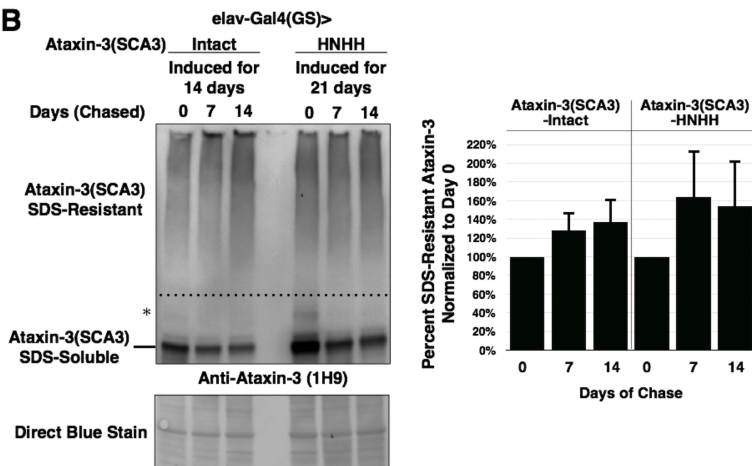 B
elav-Gal4(GS)>
Ataxin-3(SCA3) Intact HNHH
Induced for 14 days
Induced for 21 days
Days (Chased) 0 7 14 0 7 14
Ataxin-3(SCA3)
SDS-Resistant
*
Ataxin-3(SCA3)
SDS-Soluble
Anti-Ataxin-3 (1H9)
Direct Blue Stain
Percent SDS-Resistant Ataxin-3
Normalized to Day 0
Ataxin-3(SCA3)
-Intact
Ataxin-3(SCA3)
-HNHH
220%
200%
180%
160%
140%
120%
100%
80%
60%
40%
20%
0%
0 7 14 0 7 14
Days of Chase